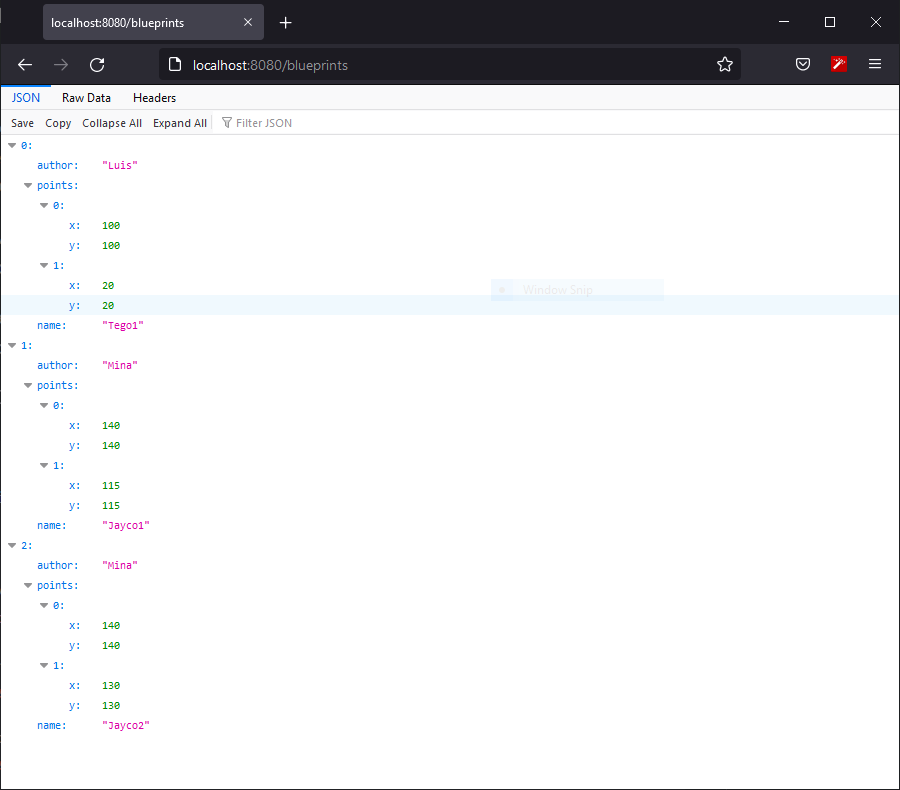 localhost:8080/blueprints
localhost:8080/blueprints
JSON Raw Data Headers
Save Copy Collapse All Expand All Filter JSON
0:
author: "Luis"
points:
0:
x: 100
y: 100
1:
x: 20
Window Snip
y: 20
name: "Tego1"
1:
author: "Mina"
points:
0:
x: 140
y: 140
1:
x: 115
y: 115
name: "Jayco1"
2:
author: "Mina"
points:
0:
x: 140
y: 140
1:
x: 130
y: 130
name: "Jayco2"